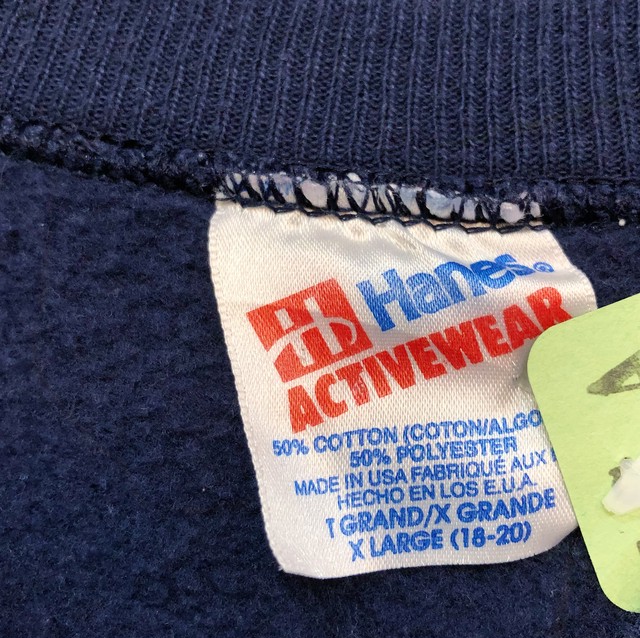 Hanes®
ACTIVEWEAR
50% COTTON (COTON/ALGO
50% POLYESTER
MADE IN USA FABRIQUÉ AUX
HECHO EN LOS E.U.A.
T GRAND/X GRANDE
X LARGE (18-20)